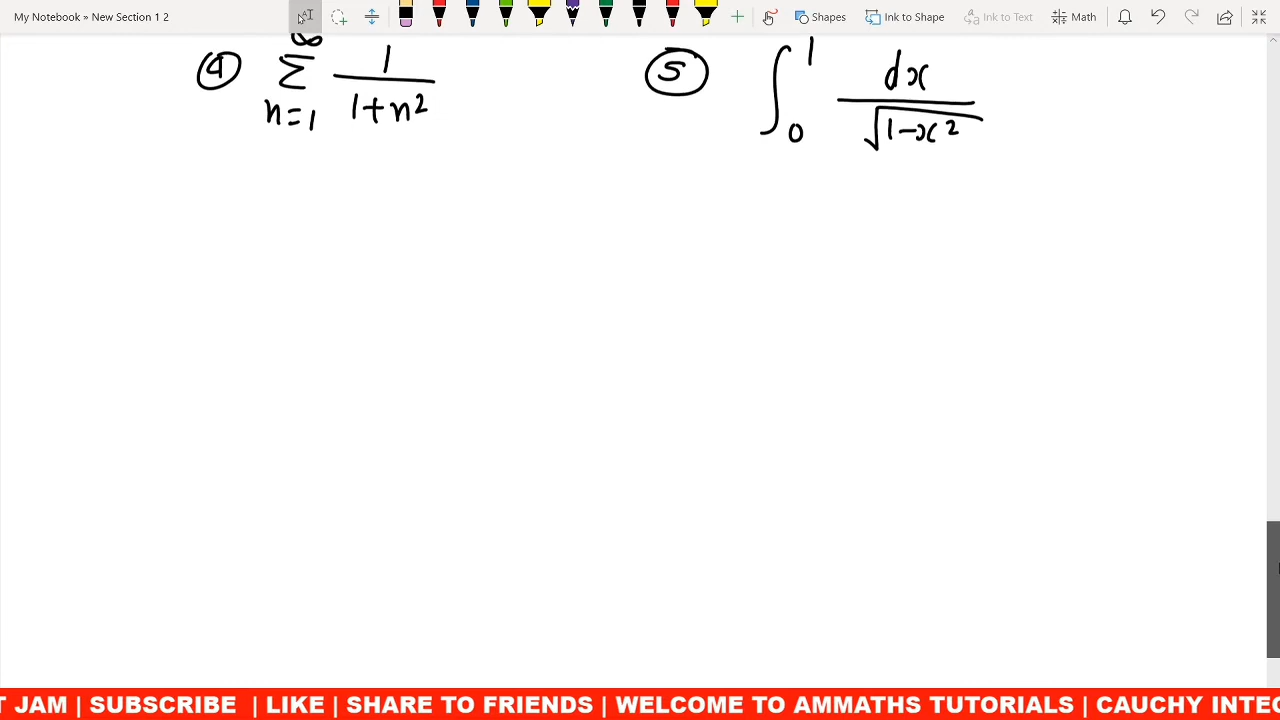 My Notebook » New Section 1 2
Shapes
Ink to Shape
Ink to Text
Math
④ ∞ Σ n=1 1/(1+n²)
⑤ ∫₀¹ dx/√(1-x²)
T JAM | SUBSCRIBE | LIKE | SHARE TO FRIENDS | WELCOME TO AMMATHS TUTORIALS | CAUCHY INTEG